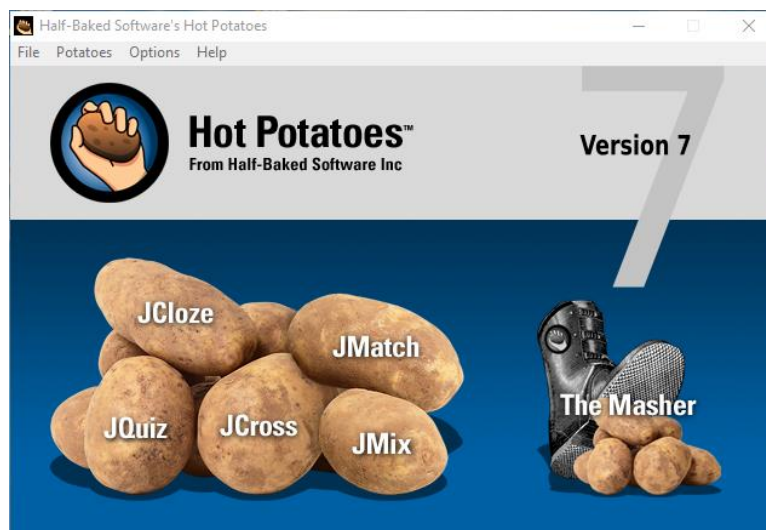 Half-Baked Software's Hot Potatoes
File Potatoes Options Help
Hot Potatoes™
From Half-Baked Software Inc
Version 7
7
JCloze
JMatch
JQuiz
JCross
JMix
The Masher